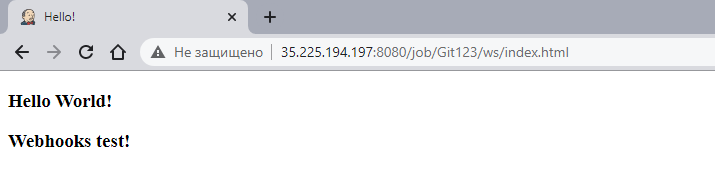 Hello!
Не защищено 35.225.194.197:8080/job/Git123/ws/index.html
Hello World!
Webhooks test!